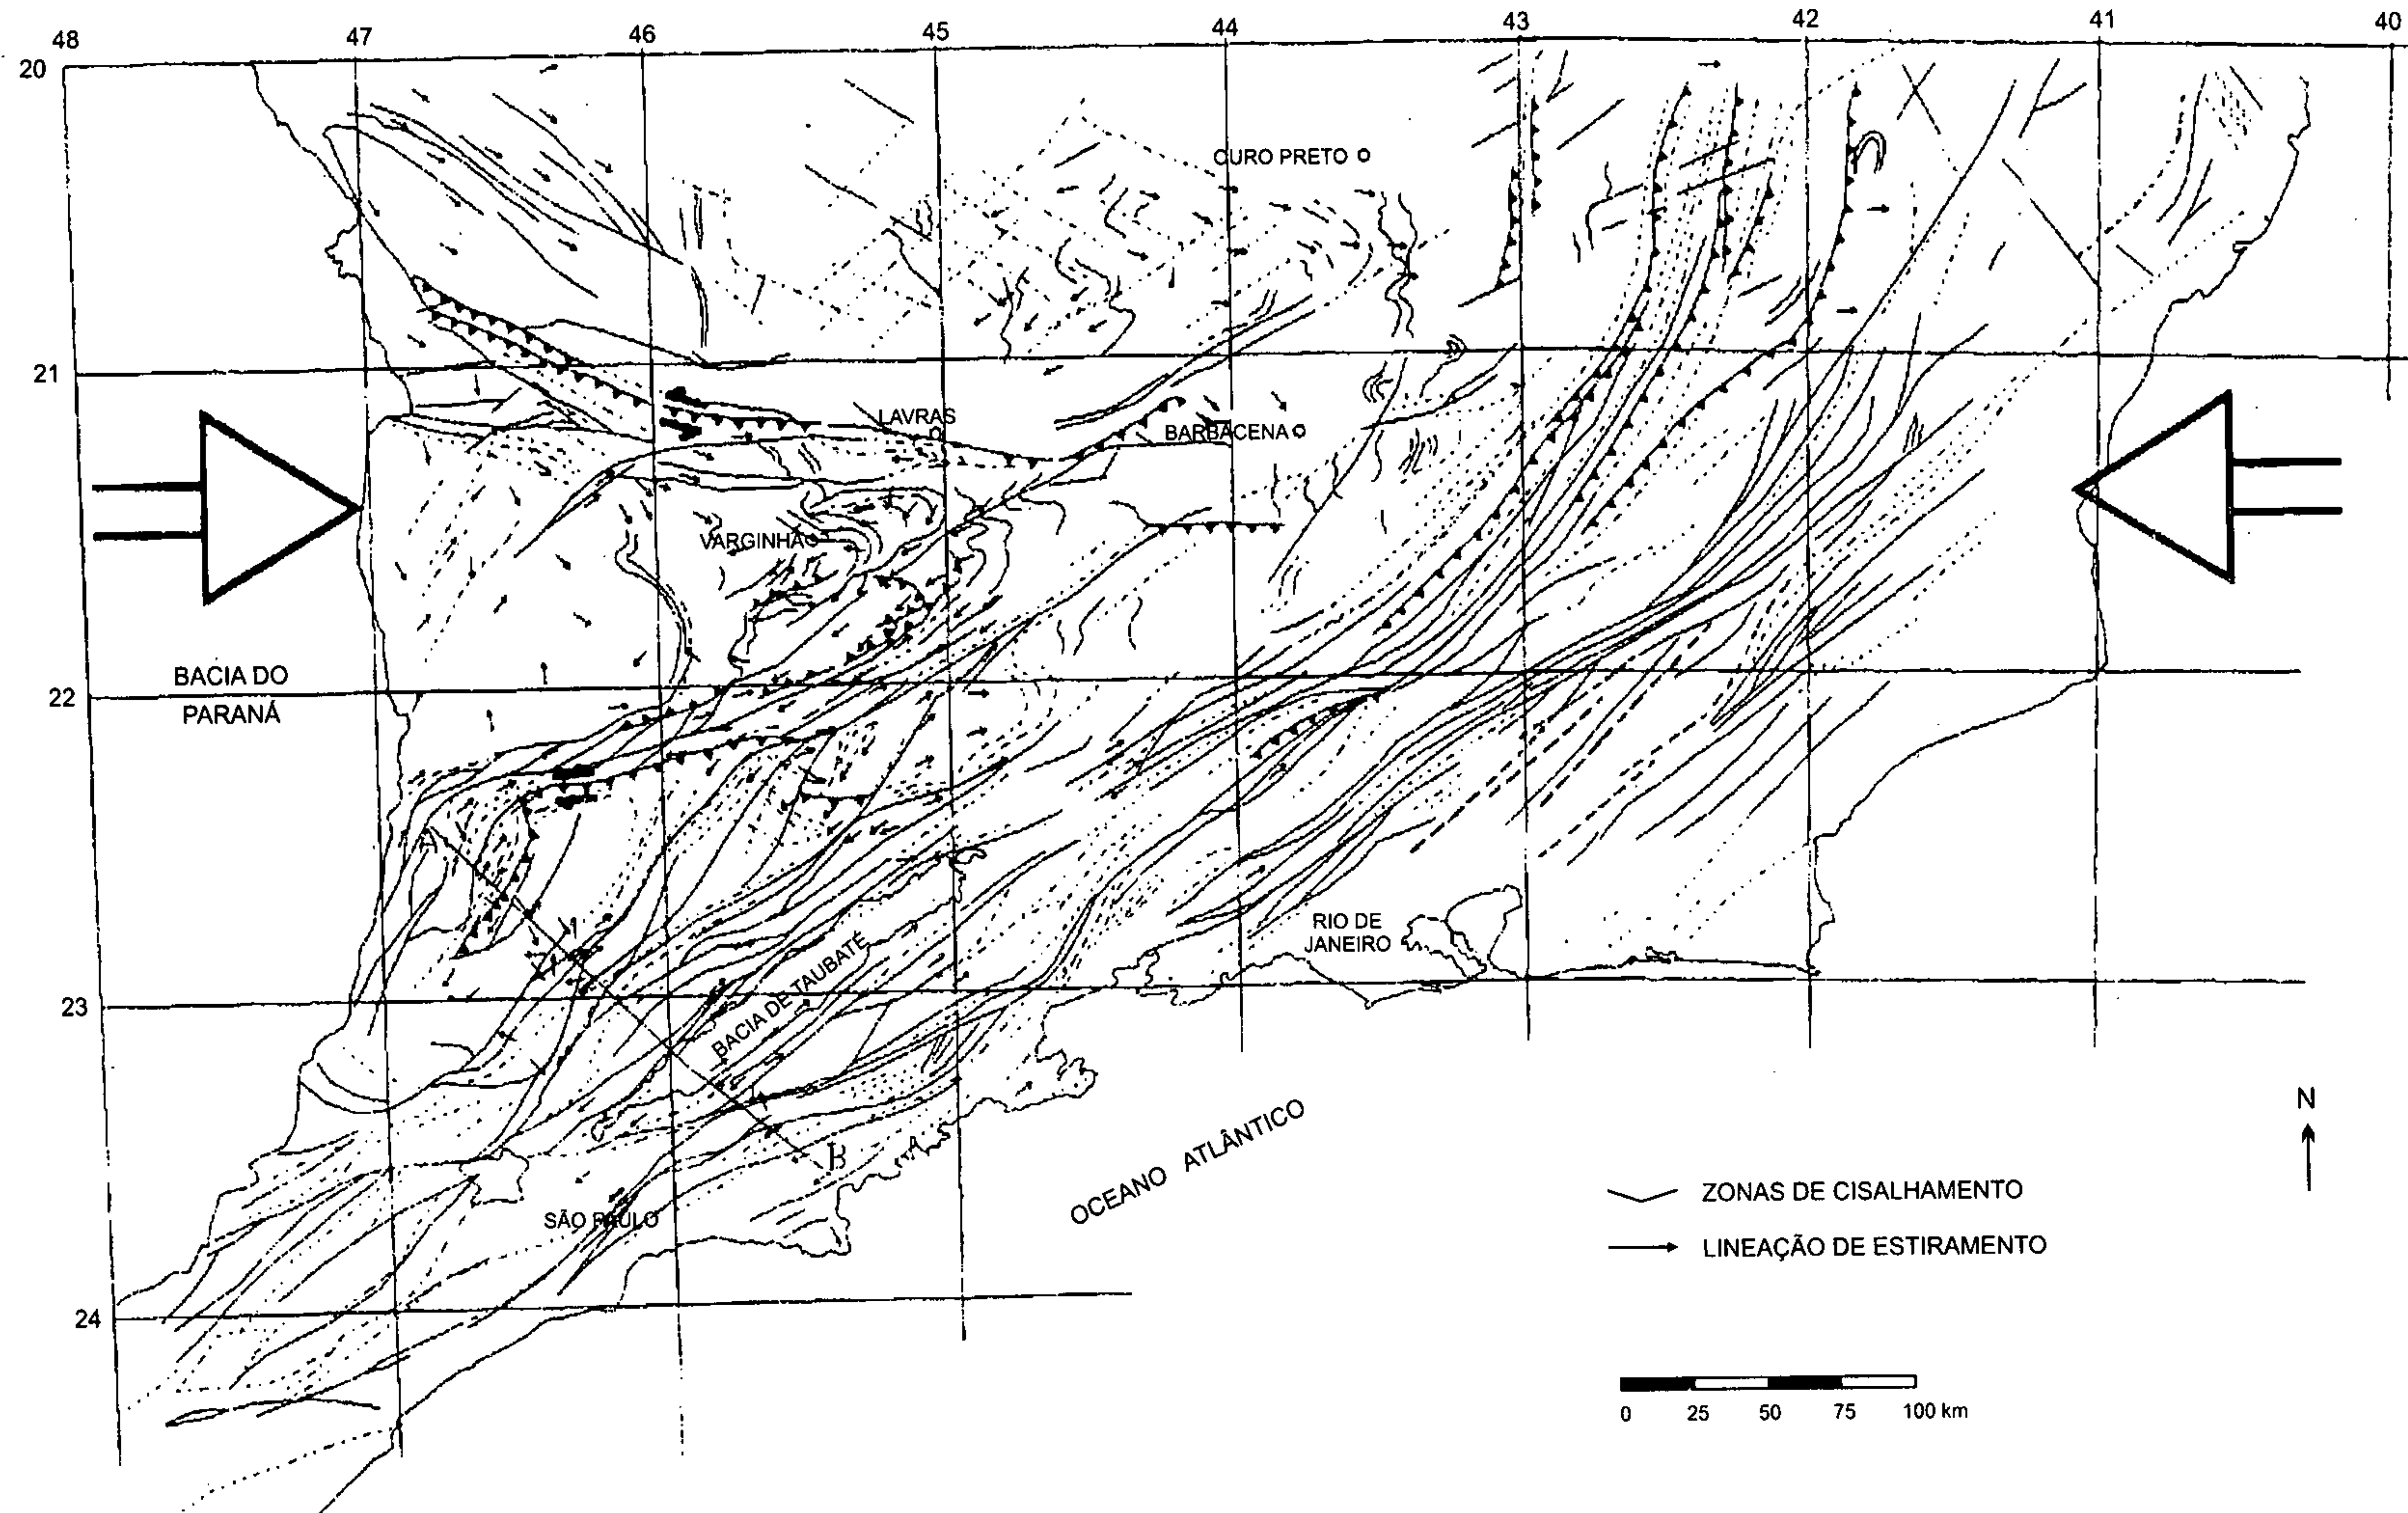 48
47
46
45
44
43
42
41
40
20
CURO PRETO
21
LAVRAS
BARBACENA
VARGINHA
BACIA DO
PARANÁ
22
A
RIO DE
JANEIRO
BACIA DE TAUBATÉ
23
B
OCEANO ATLÂNTICO
N
ZONAS DE CISALHAMENTO
SÃO PAULO
LINEAÇÃO DE ESTIRAMENTO
24
0 25 50 75 100 km